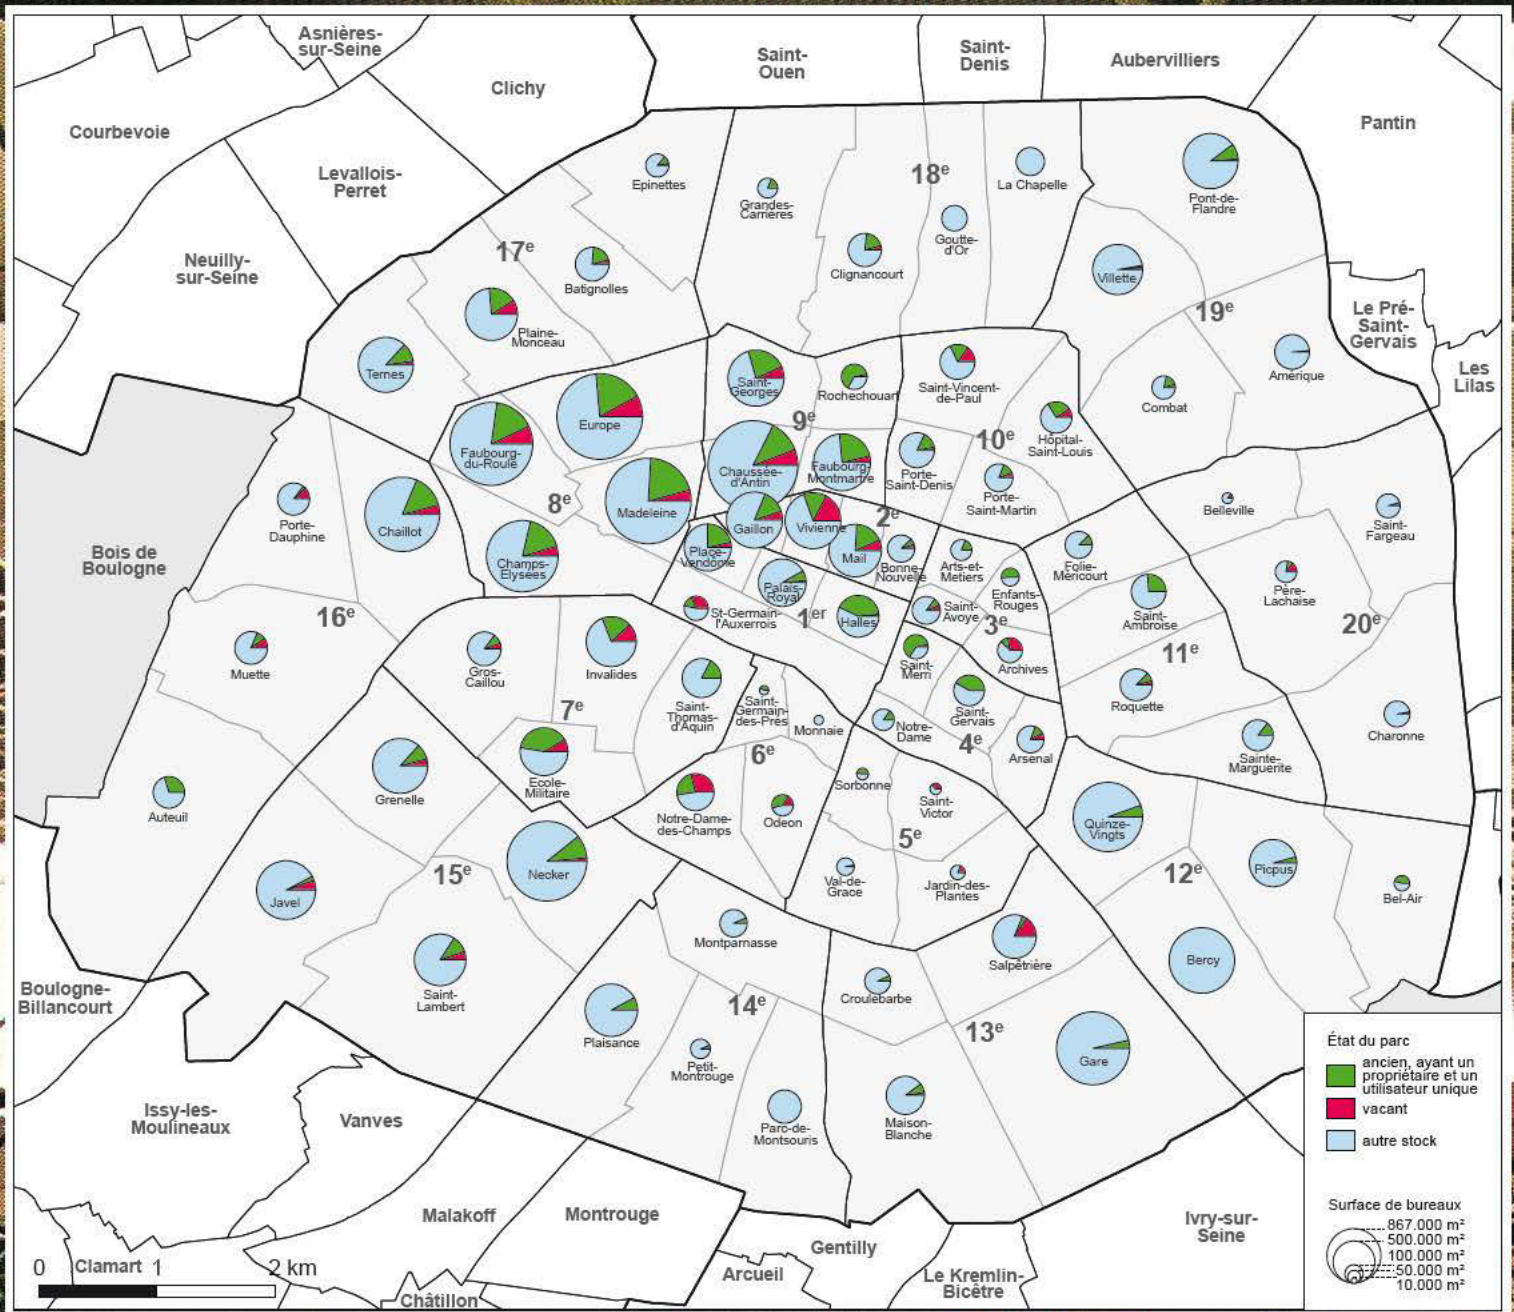 Asnières-
sur-Seine
Saint-
Ouen
Saint-
Denis
Aubervilliers
Clichy
Courbevoie
Pantin
Levallois-
Perret
Neuilly-
sur-Seine
Le Pré-
Saint-
Gervais
Les
Lilas
Bois de
Boulogne
Epinettes
Grandes-
Carrières
18e
La Chapelle
Pont-de-
Flandre
Goutte-
d'Or
Clignancourt
17e
Batignolles
Villette
Plaine-
Monceau
19e
Ternes
Amérique
Saint-
Georges
Rochechouart
Saint-Vincent-
de-Paul
Combat
Europe
9e
10e
Hôpital-
Saint-Louis
Faubourg-
du-Roule
Chaussée-
d'Antin
Faubourg-
Montmartre
Porte-
Saint-Denis
Porte-
Saint-Martin
8e
Madeleine
Gaillon
Vivienne
2e
Belleville
Saint-
Fargeau
Porte-
Dauphine
Chaillot
Champs-
Elysées
Place-
Vendôme
Mail
Bonne-
Nouvelle
Arts-et-
Metiers
Folie-
Méricourt
Palais-
Royal
Enfants-
Rouges
Père-
Lachaise
16e
St-Germain-
l'Auxerrois
1er
Halles
Saint-
Avoye
3e
Saint-
Ambroise
20e
Muette
Gros-
Caillou
Invalides
Saint-
Merri
Archives
11e
Saint-
Thomas-
d'Aquin
Saint-
Germain-
des-Prés
Monnaie
Saint-
Gervais
Roquette
7e
Notre-
Dame
4e
Arsenal
Charonne
Sainte-
Marguerite
6e
Ecole-
Militaire
Grenelle
Auteuil
Notre-Dame-
des-Champs
Odeon
Sorbonne
Saint-
Victor
5e
Quinze-
Vingts
Necker
15e
Javel
Val-de-
Grace
Jardin-des-
Plantes
12e
Picpus
Bel-Air
Montparnasse
Salpêtrière
Bercy
Saint-
Lambert
Croulebarbe
Boulogne-
Billancourt
Plaisance
14e
13e
Petit-
Montrouge
Gare
Parc-de-
Montsouris
Maison-
Blanche
Issy-les-
Moulineaux
Vanves
Malakoff
Montrouge
Gentilly
Arcueil
Le Kremlin-
Bicêtre
Ivry-sur-
Seine
Clamart
Châtillon
0 1 2 km
État du parc
ancien, ayant un
propriétaire et un
utilisateur unique
vacant
autre stock
Surface de bureaux
867.000 m²
500.000 m²
100.000 m²
50.000 m²
10.000 m²